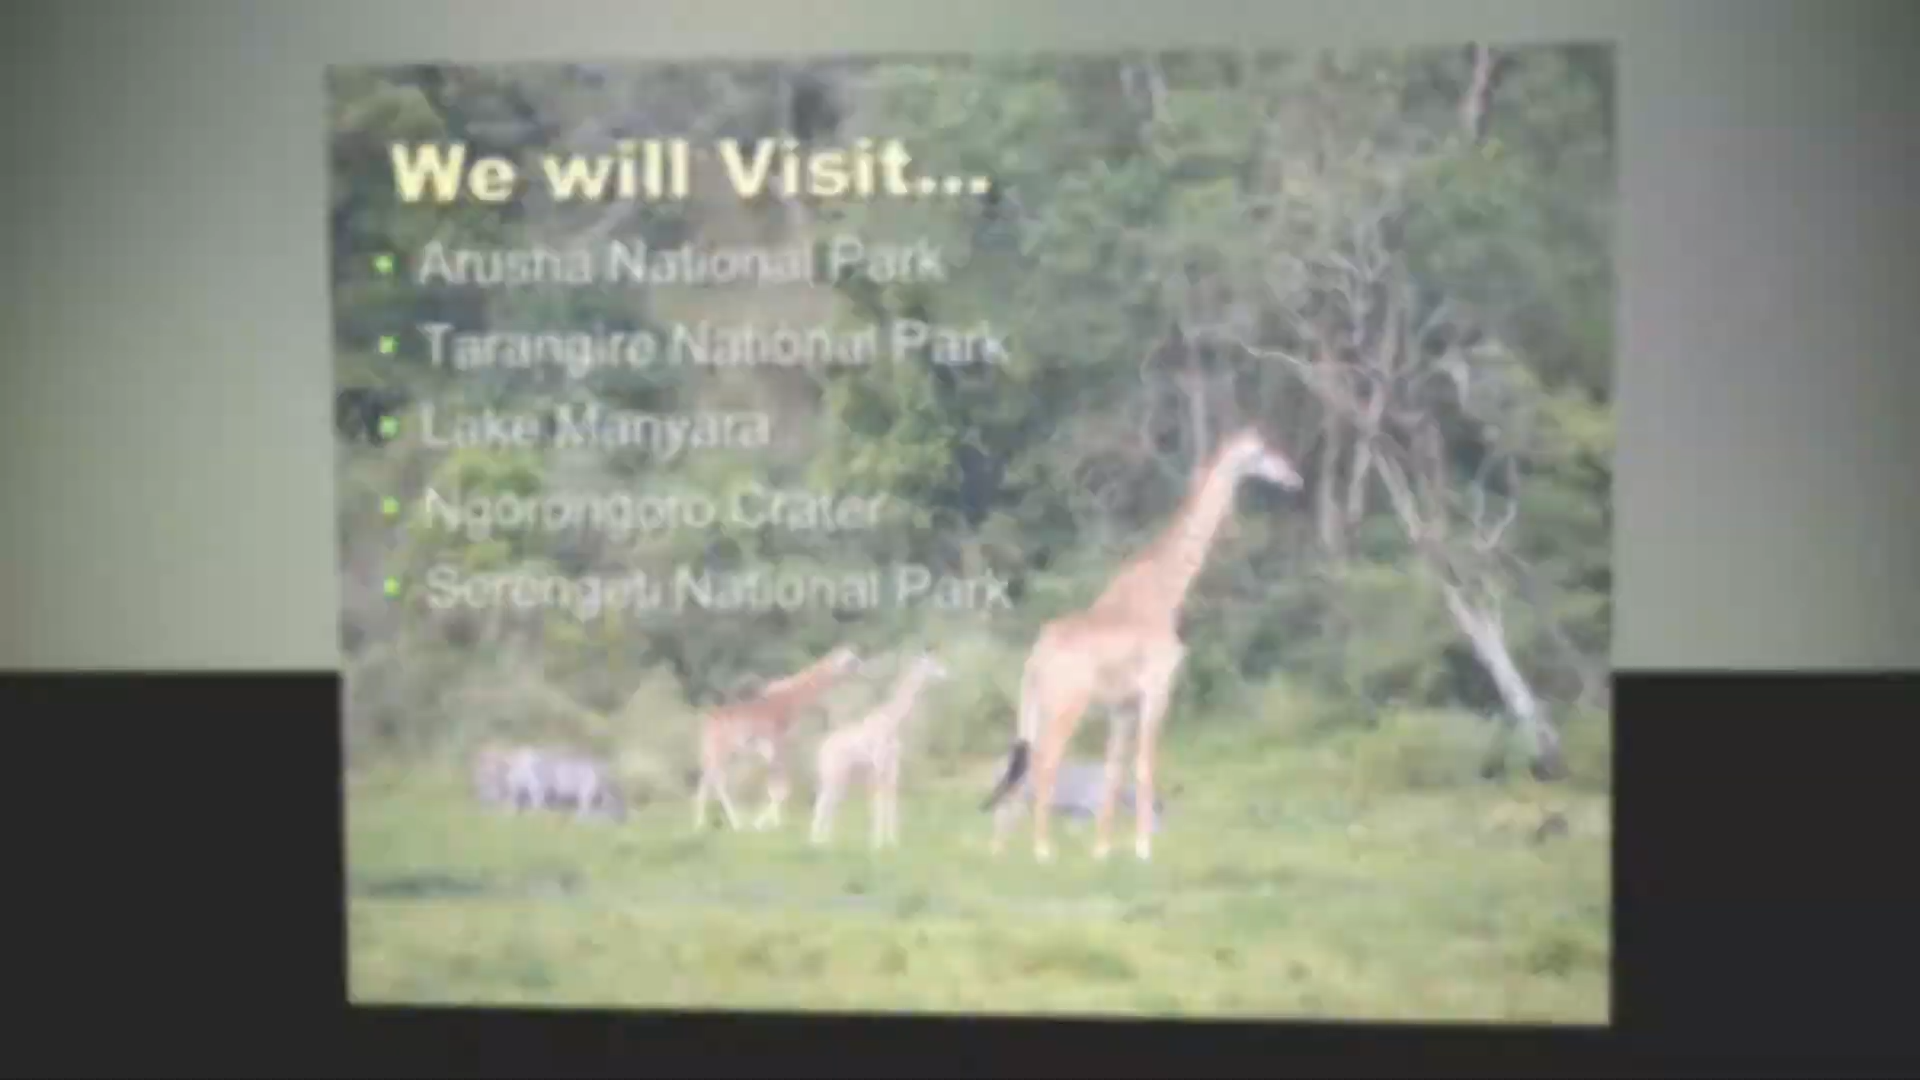 We will Visit...
• Arusha National Park
• Tarangire National Park
• Lake Manyara
• Ngorongoro Crater
• Serengeti National Park